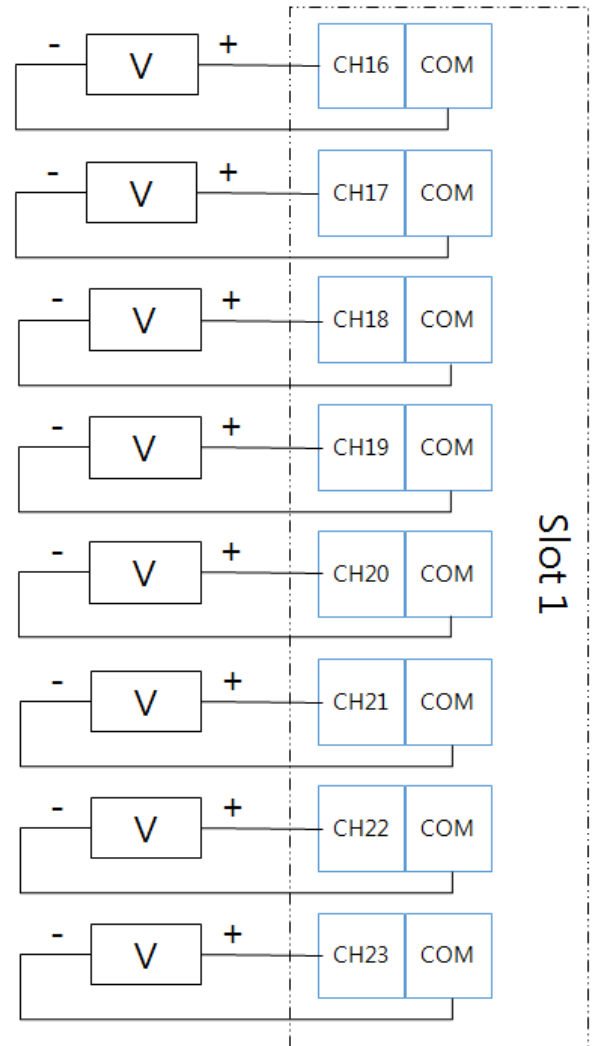 - V + CH16 COM
- V + CH17 COM
- V + CH18 COM
- V + CH19 COM
- V + CH20 COM
- V + CH21 COM
- V + CH22 COM
- V + CH23 COM
Slot 1